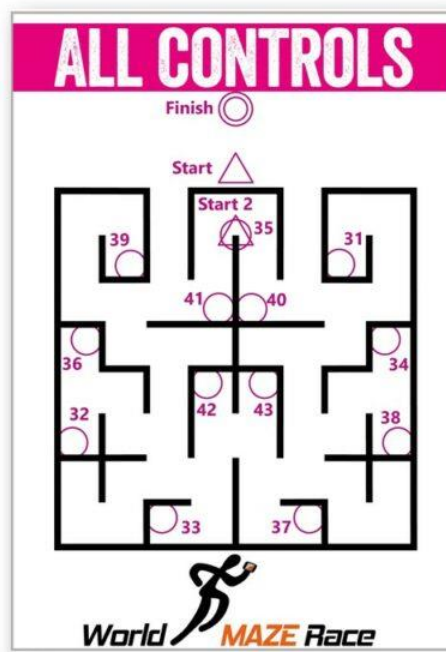 ALL CONTROLS
Finish
Start
Start 2
35
39
31
41
40
36
34
42
43
32
38
33
37
World MAZE Race